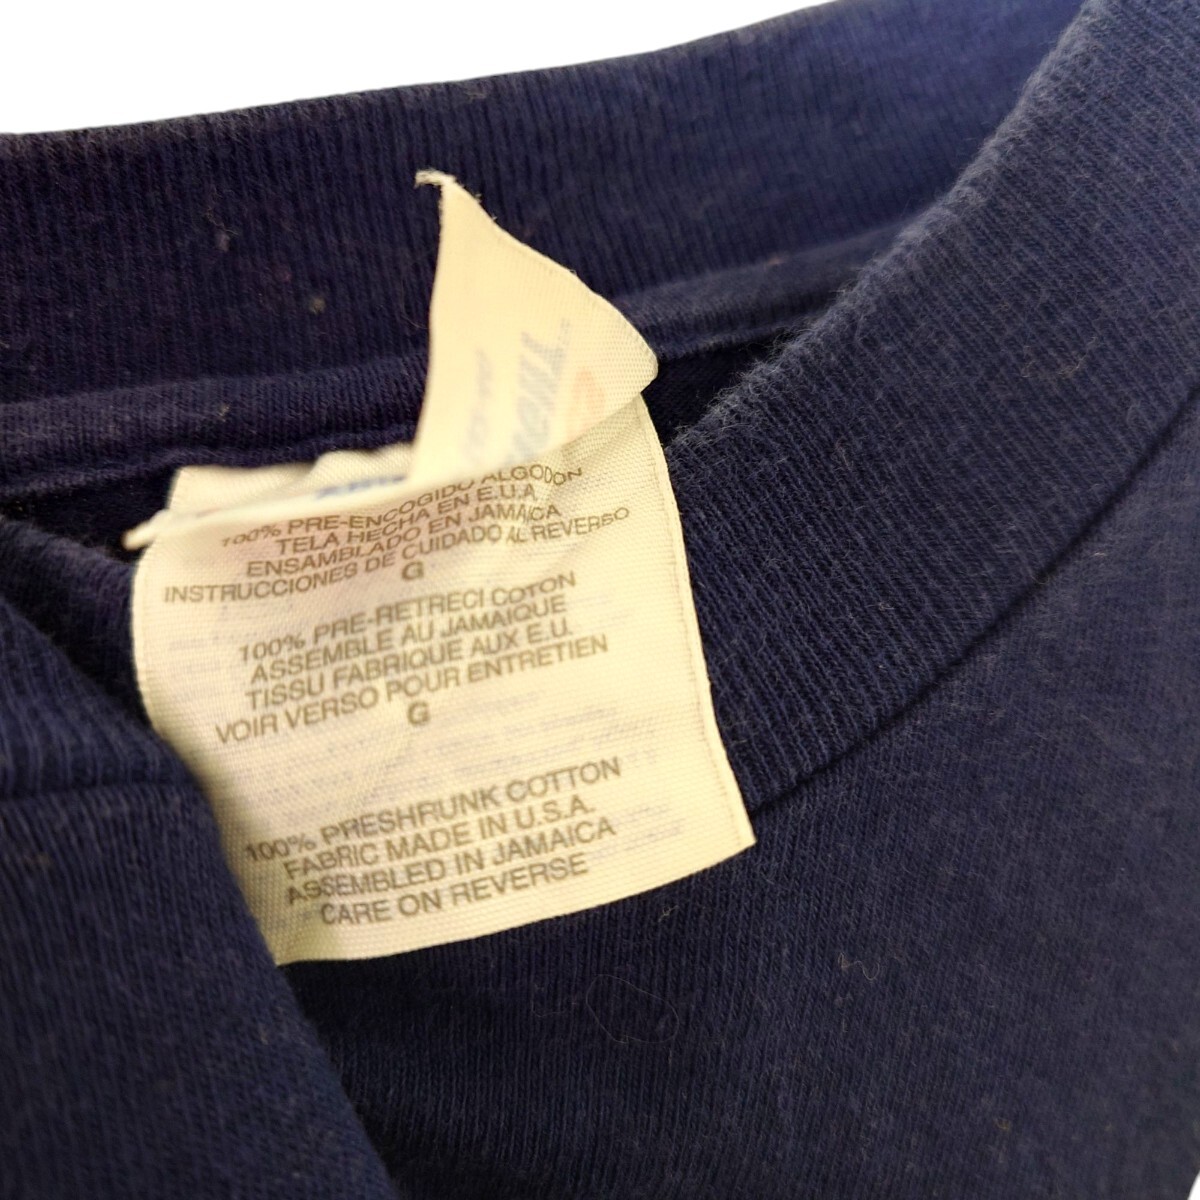 100% PRE-ENCOGIDO ALGODON
TELA HECHA EN E.U.A.
ENSAMBLADO EN JAMAICA
INSTRUCCIONES DE CUIDADO AL REVERSO
G
100% PRE-RETRECI COTON
ASSEMBLE AU JAMAIQUE
TISSU FABRIQUE AUX E.U.
VOIR VERSO POUR ENTRETIEN
G
100% PRESHRUNK COTTON
FABRIC MADE IN U.S.A.
ASSEMBLED IN JAMAICA
CARE ON REVERSE